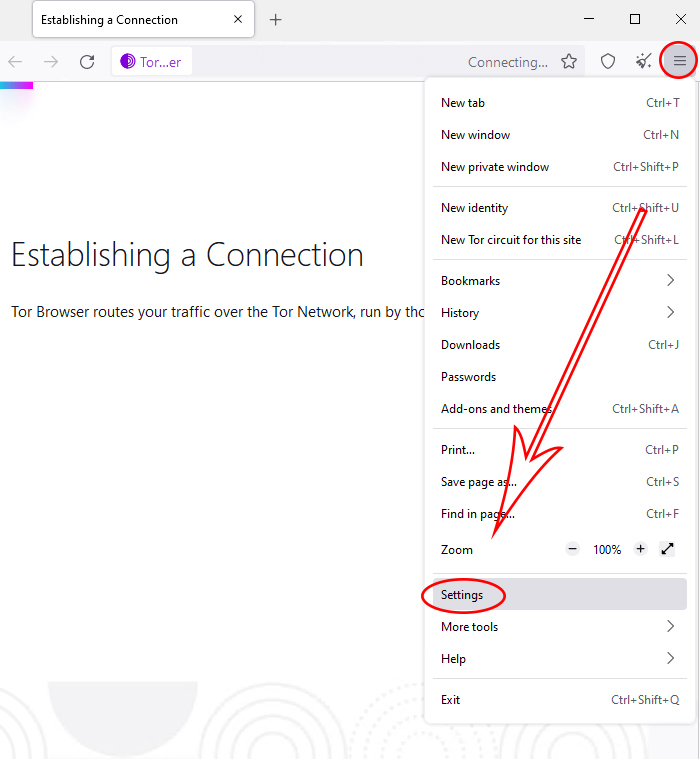 Establishing a Connection
Tor...er
Connecting...
New tab Ctrl+T
New window Ctrl+N
New private window Ctrl+Shift+P
New identity Ctrl+Shift+U
New Tor circuit for this site Ctrl+Shift+L
Establishing a Connection
Bookmarks
Tor Browser routes your traffic over the Tor Network, run by tho
History
Downloads Ctrl+J
Passwords
Add-ons and themes Ctrl+Shift+A
Print... Ctrl+P
Save page as... Ctrl+S
Find in page... Ctrl+F
Zoom 100%
Settings
More tools
Help
Exit Ctrl+Shift+Q